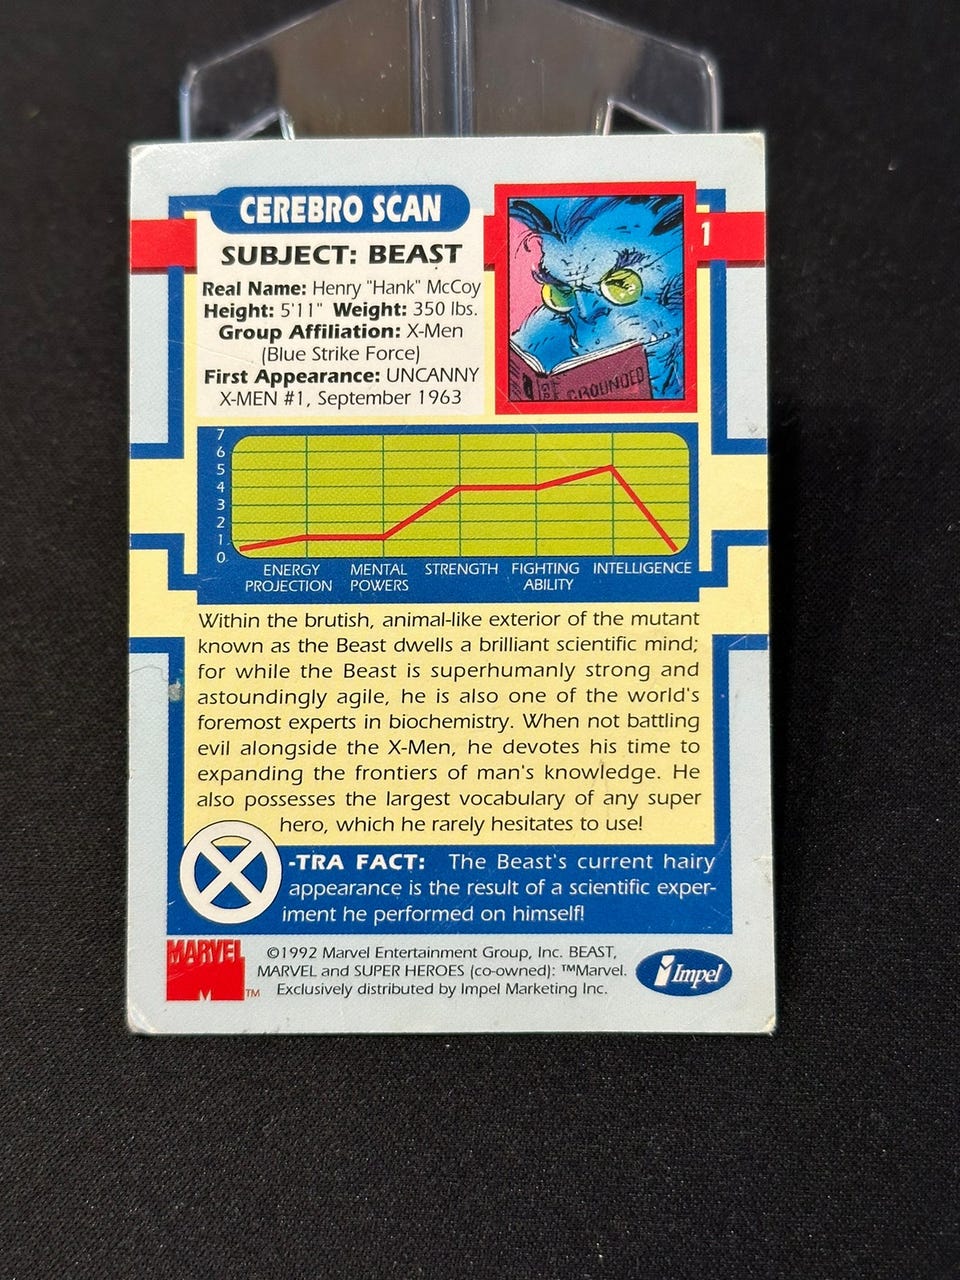 CEREBRO SCAN
SUBJECT: BEAST
Real Name: Henry "Hank" McCoy
Height: 5'11" Weight: 350 lbs.
Group Affiliation: X-Men
(Blue Strike Force)
First Appearance: UNCANNY
X-MEN #1, September 1963
1
GROUNDED
7
6
5
4
3
2
1
0
ENERGY PROJECTION
MENTAL POWERS
STRENGTH
FIGHTING ABILITY
INTELLIGENCE
Within the brutish, animal-like exterior of the mutant
known as the Beast dwells a brilliant scientific mind;
for while the Beast is superhumanly strong and
astoundingly agile, he is also one of the world's
foremost experts in biochemistry. When not battling
evil alongside the X-Men, he devotes his time to
expanding the frontiers of man's knowledge. He
also possesses the largest vocabulary of any super
hero, which he rarely hesitates to use!
X-TRA FACT: The Beast's current hairy
appearance is the result of a scientific exper-
iment he performed on himself!
MARVEL TM
©1992 Marvel Entertainment Group, Inc. BEAST,
MARVEL and SUPER HEROES (co-owned): ™Marvel.
Exclusively distributed by Impel Marketing Inc.
Impel